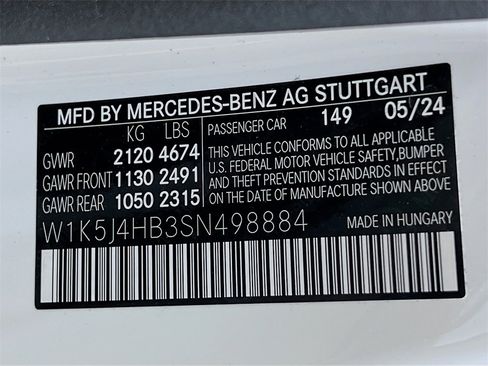 MFD BY MERCEDES-BENZ AG STUTTGART
KG LBS PASSENGER CAR 149 05/24
GVWR 2120 4674
GAWR FRONT 1130 2491
GAWR REAR 1050 2315
THIS VEHICLE CONFORMS TO ALL APPLICABLE
U.S. FEDERAL MOTOR VEHICLE SAFETY, BUMPER
AND THEFT PREVENTION STANDARDS IN EFFECT
ON THE DATE OF MANUFACTURE SHOWN ABOVE.
W1K5J4HB3SN498884 MADE IN HUNGARY